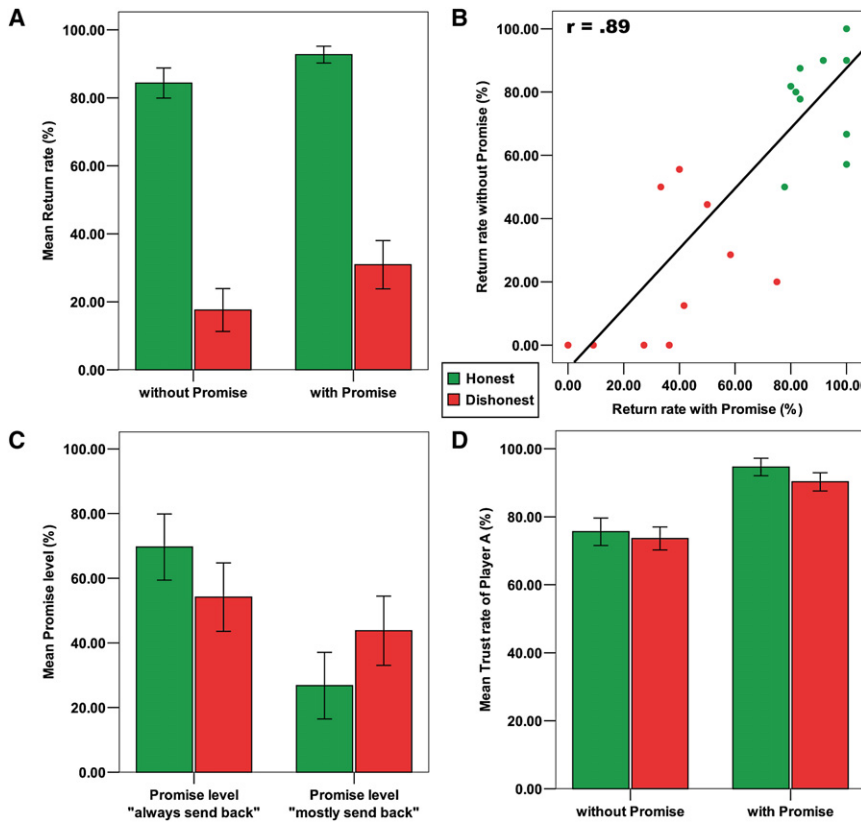 A
100.00
80.00
60.00
40.00
20.00
0.00
Mean Return rate (%)
without Promise
with Promise
B
r = .89
100.00
80.00
60.00
40.00
20.00
0.00
Return rate without Promise (%)
0.00 20.00 40.00 60.00 80.00 100.0
Return rate with Promise (%)
Honest
Dishonest
C
100.00
80.00
60.00
40.00
20.00
0.00
Mean Promise level (%)
Promise level
"always send back"
Promise level
"mostly send back"
D
100.00
80.00
60.00
40.00
20.00
0.00
Mean Trust rate of Player A (%)
without Promise
with Promise